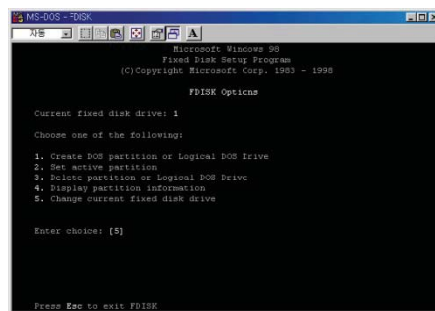 MS-DOS - FDISK
자동
A
Microsoft Windows 98
Fixed Disk Setup Program
(C)Copyright Microsoft Corp. 1983 - 1998
FDISK Options
Current fixed disk drive: 1
Choose one of the following:
1. Create DOS partition or Logical DOS Drive
2. Set active partition
3. Delete partition or Logical DOS Drive
4. Display partition information
5. Change current fixed disk drive
Enter choice: [5]
Press Esc to exit FDISK